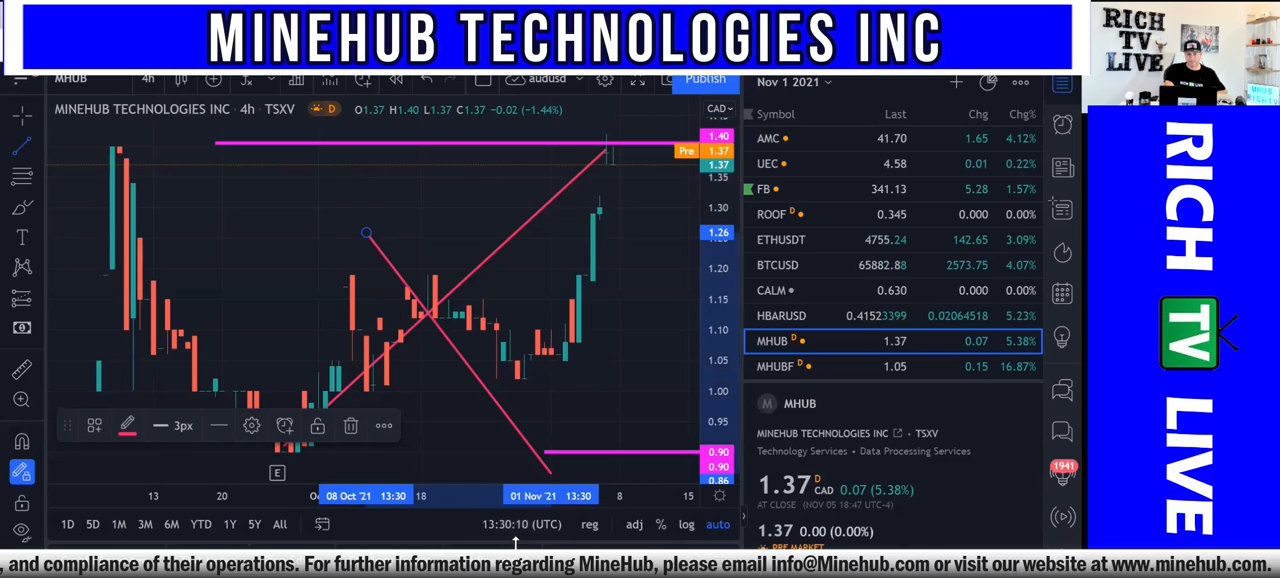 MINEHUB TECHNOLOGIES INC
RICH
TV
LIVE
MHUB
4h
audusd
Publish
Nov 1 2021
MINEHUB TECHNOLOGIES INC · 4h · TSXV
D
O1.37 H1.40 L1.37 C1.37 −0.02 (−1.44%)
CAD
1.40
Pre 1.37
1.37
1.35
1.30
1.26
1.20
1.15
1.10
1.05
1.00
0.95
0.90
0.90
0.86
3px
E
13
20
08 Oct '21 13:30
18
01 Nov '21 13:30
8
15
1D 5D 1M 3M 6M YTD 1Y 5Y All
13:30:10 (UTC)
reg
adj % log auto
Symbol Last Chg Chg%
AMC 41.70 1.65 4.12%
UEC 4.58 0.01 0.22%
FB 341.13 5.28 1.57%
ROOF D 0.345 0.000 0.00%
ETHUSDT 4755.24 142.65 3.09%
BTCUSD 65882.88 2573.75 4.07%
CALM 0.630 0.000 0.00%
HBARUSD 0.41523399 0.02064518 5.23%
MHUB D 1.37 0.07 5.38%
MHUBF D 1.05 0.15 16.87%
M MHUB
MINEHUB TECHNOLOGIES INC · TSXV
Technology Services · Data Processing Services
1.37 D CAD 0.07 (5.38%)
AT CLOSE (NOV 05 18:47 UTC-4)
1.37 0.00 (0.00%)
PRE MARKET
1941
RICH
TV
LIVE
, and compliance of their operations. For further information regarding MineHub, please email info@Minehub.com or visit our website at www.minehub.com.